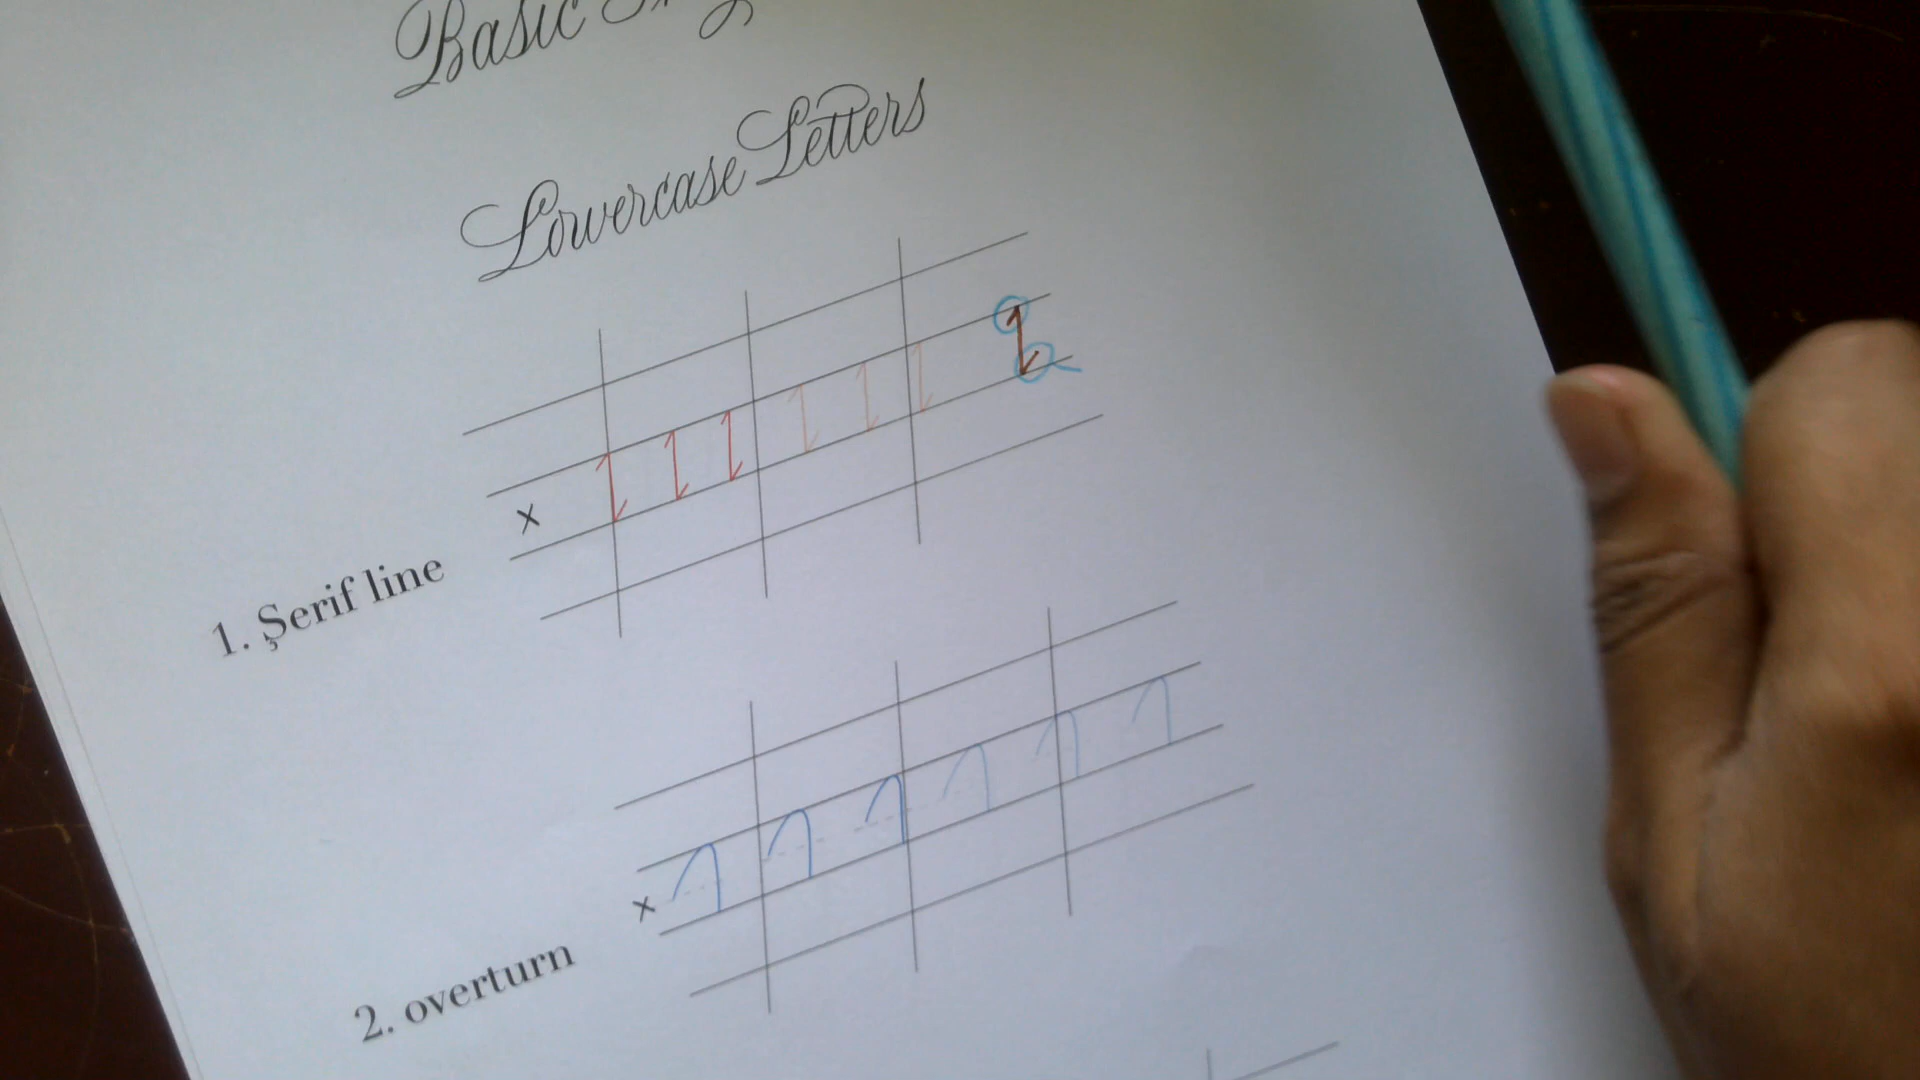 Basic
Lowercase Letters
x
1. Şerif line
x
2. overturn